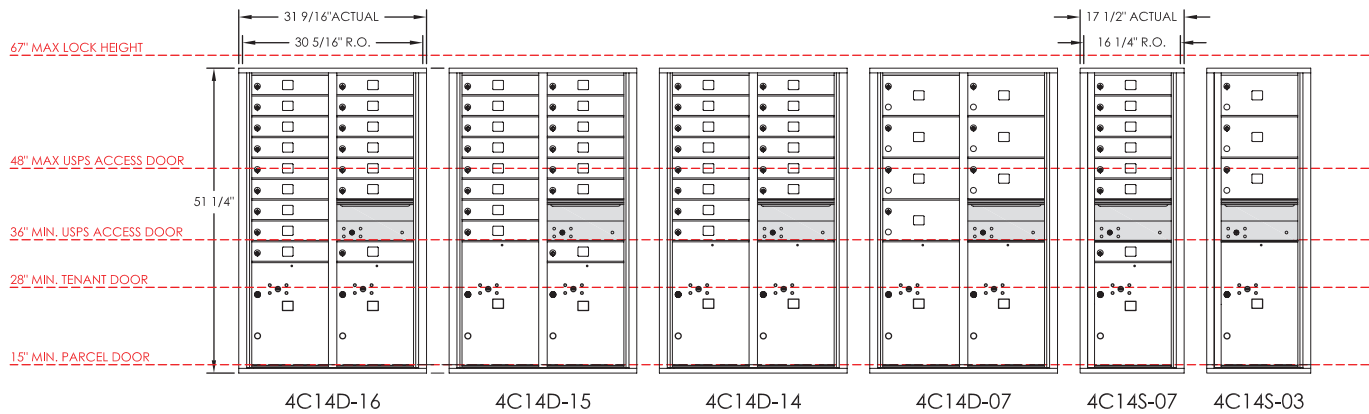 31 9/16"ACTUAL
17 1/2" ACTUAL
30 5/16" R.O.
16 1/4" R.O.
67" MAX LOCK HEIGHT
48" MAX USPS ACCESS DOOR
51 1/4"
36" MIN. USPS ACCESS DOOR
28" MIN. TENANT DOOR
15" MIN. PARCEL DOOR
4C14D-16
4C14D-15
4C14D-14
4C14D-07
4C14S-07
4C14S-03